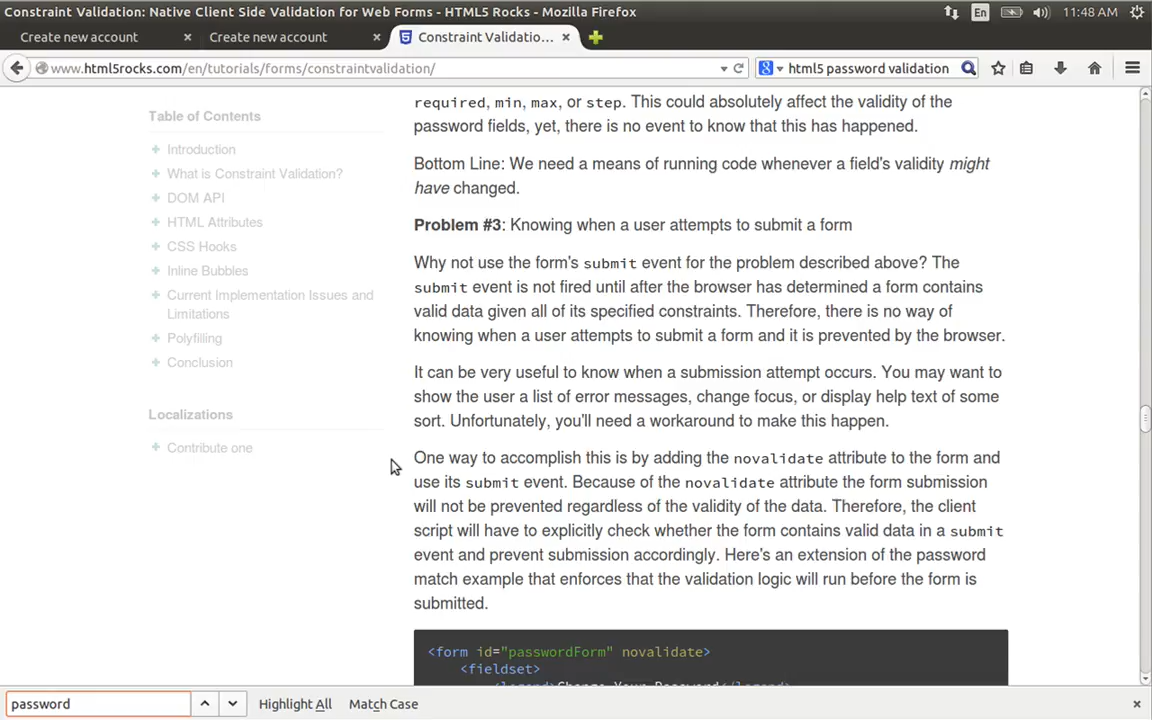 Constraint Validation: Native Client Side Validation for Web Forms - HTML5 Rocks - Mozilla Firefox
En
11:48 AM
Create new account
Create new account
Constraint Validatio...
www.html5rocks.com/en/tutorials/forms/constraintvalidation/
html5 password validation
Table of Contents
Introduction
What is Constraint Validation?
DOM API
HTML Attributes
CSS Hooks
Inline Bubbles
Current Implementation Issues and
Limitations
Polyfilling
Conclusion
Localizations
Contribute one
required, min, max, or step. This could absolutely affect the validity of the
password fields, yet, there is no event to know that this has happened.
Bottom Line: We need a means of running code whenever a field's validity might
have changed.
Problem #3: Knowing when a user attempts to submit a form
Why not use the form's submit event for the problem described above? The
submit event is not fired until after the browser has determined a form contains
valid data given all of its specified constraints. Therefore, there is no way of
knowing when a user attempts to submit a form and it is prevented by the browser.
It can be very useful to know when a submission attempt occurs. You may want to
show the user a list of error messages, change focus, or display help text of some
sort. Unfortunately, you'll need a workaround to make this happen.
One way to accomplish this is by adding the novalidate attribute to the form and
use its submit event. Because of the novalidate attribute the form submission
will not be prevented regardless of the validity of the data. Therefore, the client
script will have to explicitly check whether the form contains valid data in a submit
event and prevent submission accordingly. Here's an extension of the password
match example that enforces that the validation logic will run before the form is
submitted.
<form id="passwordForm" novalidate>
<fieldset>
<legend>Change Your Password</legend>
password
Highlight All
Match Case